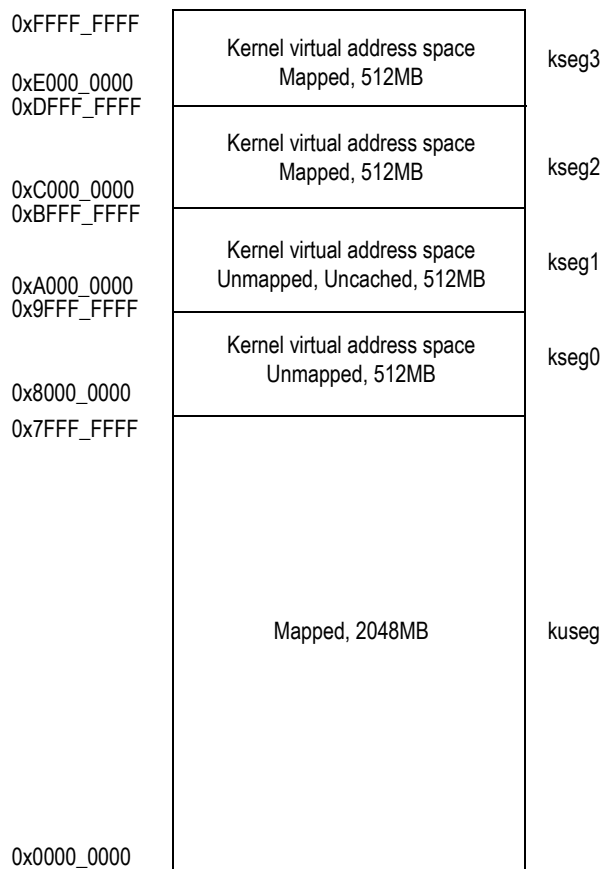 0xFFFF_FFFF
Kernel virtual address space
Mapped, 512MB
kseg3
0xE000_0000
0xDFFF_FFFF
Kernel virtual address space
Mapped, 512MB
kseg2
0xC000_0000
0xBFFF_FFFF
Kernel virtual address space
Unmapped, Uncached, 512MB
kseg1
0xA000_0000
0x9FFF_FFFF
Kernel virtual address space
Unmapped, 512MB
kseg0
0x8000_0000
0x7FFF_FFFF
Mapped, 2048MB
kuseg
0x0000_0000